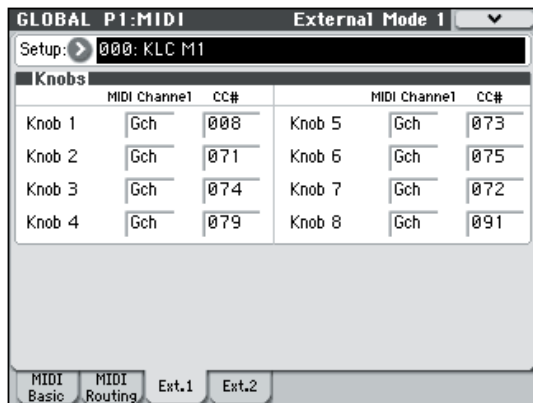 GLOBAL P1:MIDI External Mode 1
Setup: 000: KLC M1
Knobs
MIDI Channel CC# MIDI Channel CC#
Knob 1 Gch 008 Knob 5 Gch 073
Knob 2 Gch 071 Knob 6 Gch 075
Knob 3 Gch 074 Knob 7 Gch 072
Knob 4 Gch 079 Knob 8 Gch 091
MIDI Basic MIDI Routing Ext.1 Ext.2